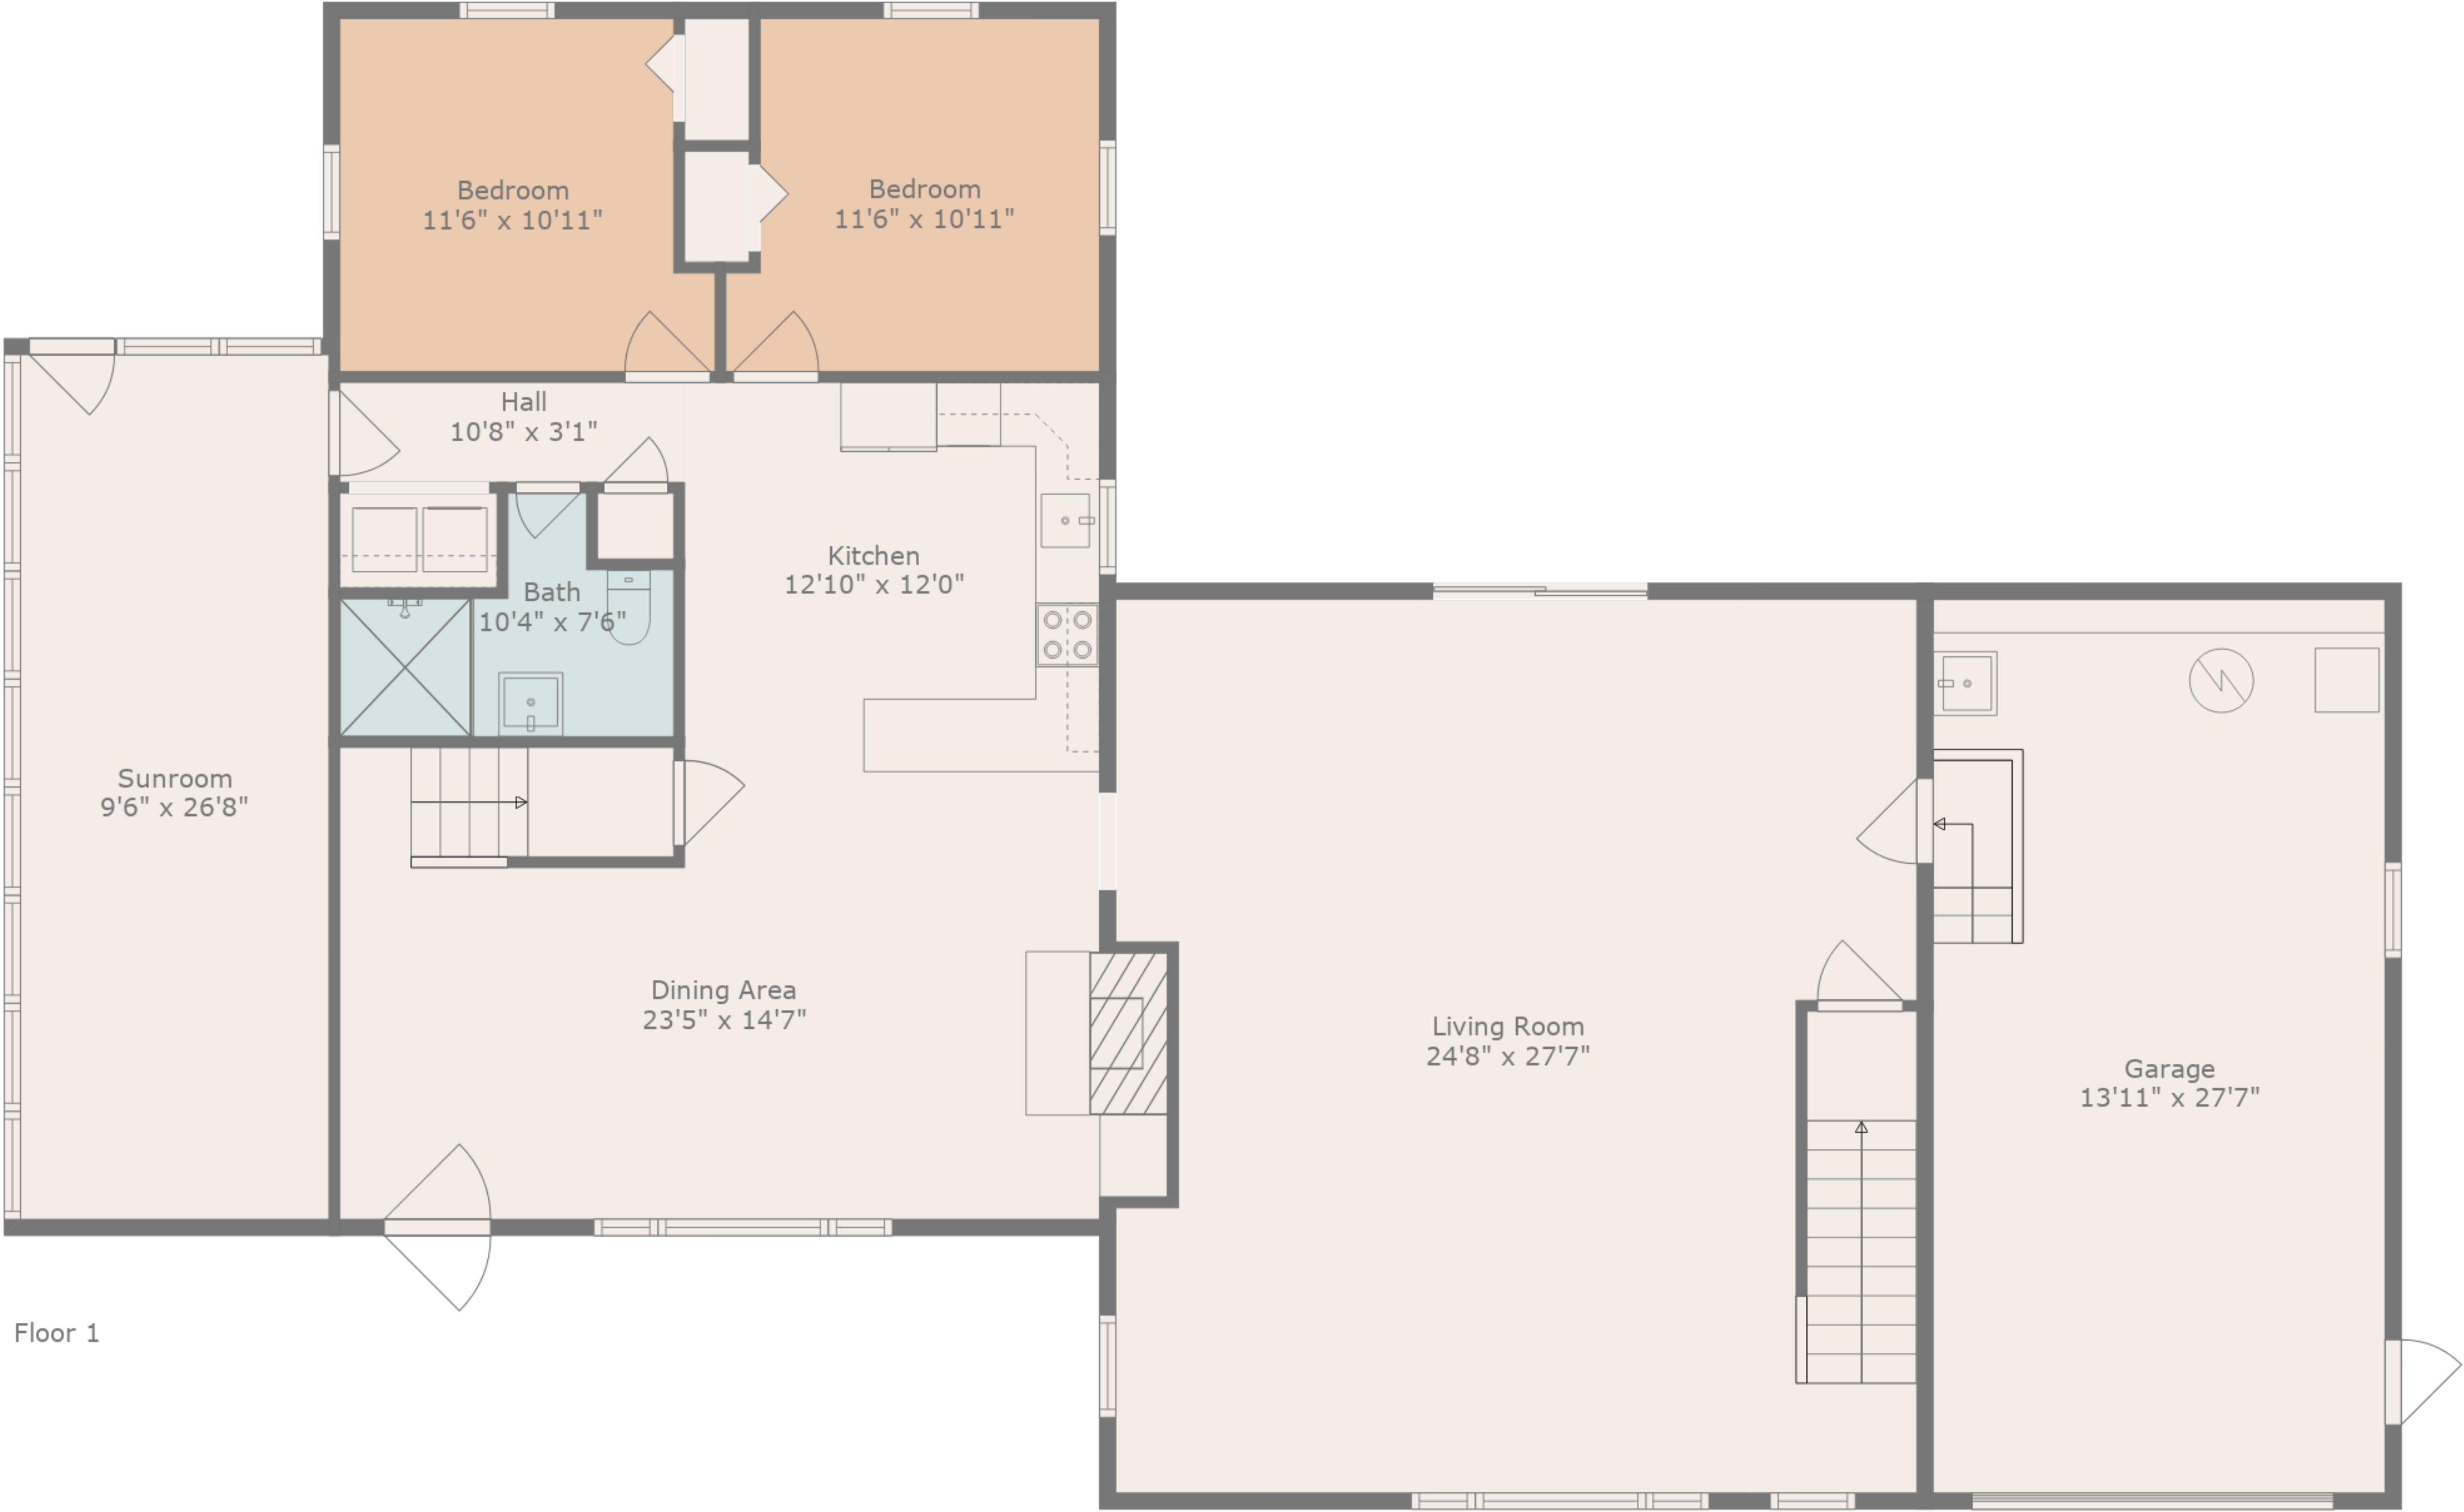 Bedroom
11'6" x 10'11"
Bedroom
11'6" x 10'11"
Hall
10'8" x 3'1"
Kitchen
12'10" x 12'0"
Bath
10'4" x 7'6"
Sunroom
9'6" x 26'8"
Dining Area
23'5" x 14'7"
Living Room
24'8" x 27'7"
Garage
13'11" x 27'7"
Floor 1